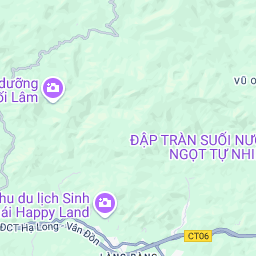 dưỡng
ối Lâm
VŨ O
ĐẬP TRÀN SUỐI NƯ
NGỌT TỰ NHI
hu du lịch Sinh
ái Happy Land
ĐCT Hạ Long - Vân Đồn
CT06